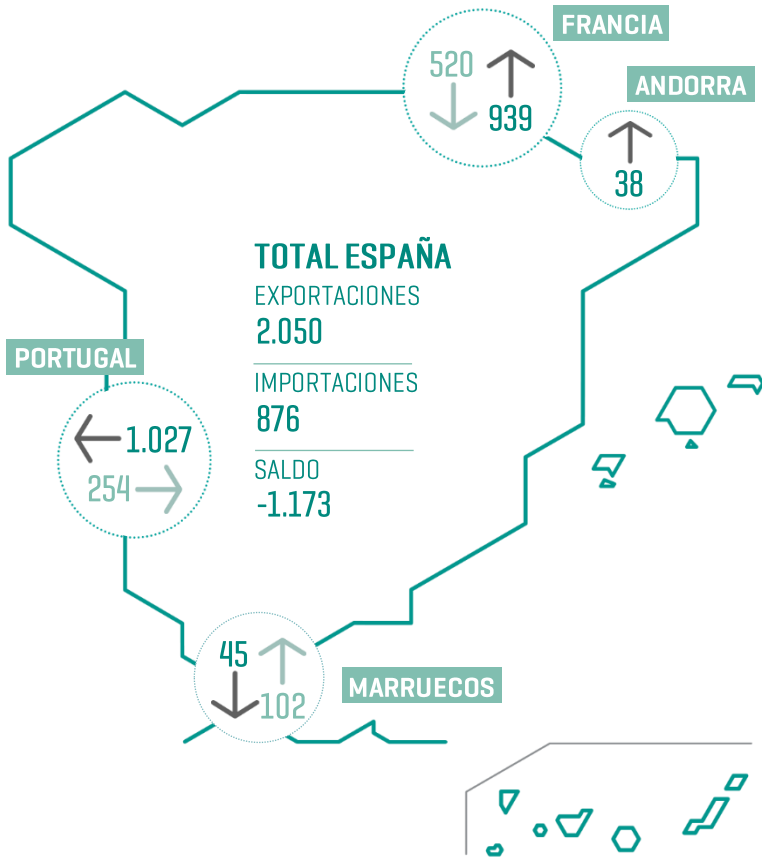 FRANCIA
520
939
ANDORRA
38
TOTAL ESPAÑA
EXPORTACIONES
2.050
IMPORTACIONES
876
SALDO
-1.173
PORTUGAL
1.027
254
45
102
MARRUECOS